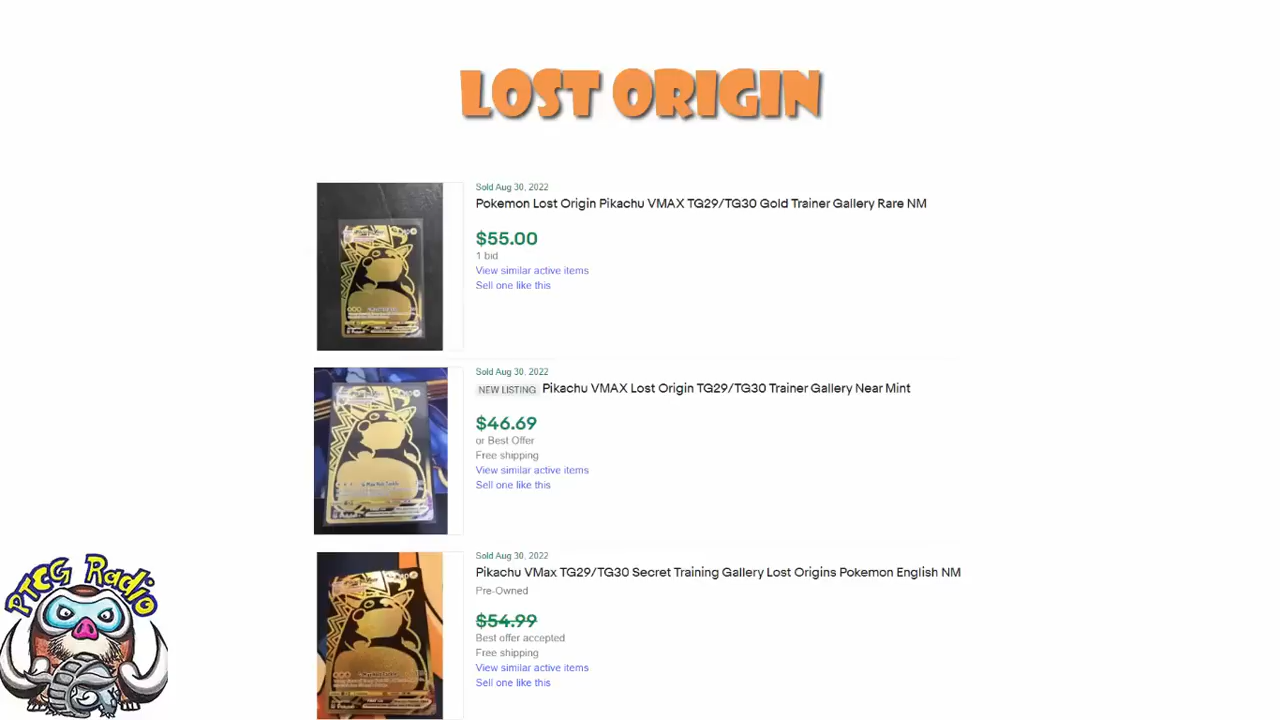 LOST ORIGIN
Sold Aug 30, 2022
Pokemon Lost Origin Pikachu VMAX TG29/TG30 Gold Trainer Gallery Rare NM
$55.00
1 bid
View similar active items
Sell one like this
Sold Aug 30, 2022
NEW LISTING Pikachu VMAX Lost Origin TG29/TG30 Trainer Gallery Near Mint
$46.69
or Best Offer
Free shipping
View similar active items
Sell one like this
Sold Aug 30, 2022
Pikachu VMax TG29/TG30 Secret Training Gallery Lost Origins Pokemon English NM
Pre-Owned
$54.99
Best offer accepted
Free shipping
View similar active items
Sell one like this
PTCG Radio